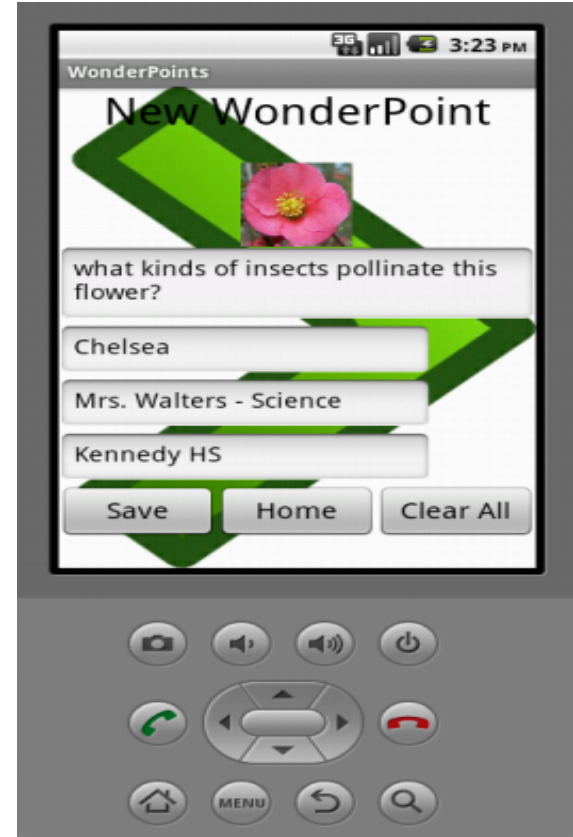 3G 3:23 PM
WonderPoints
New WonderPoint
what kinds of insects pollinate this
flower?
Chelsea
Mrs. Walters - Science
Kennedy HS
Save Home Clear All
MENU